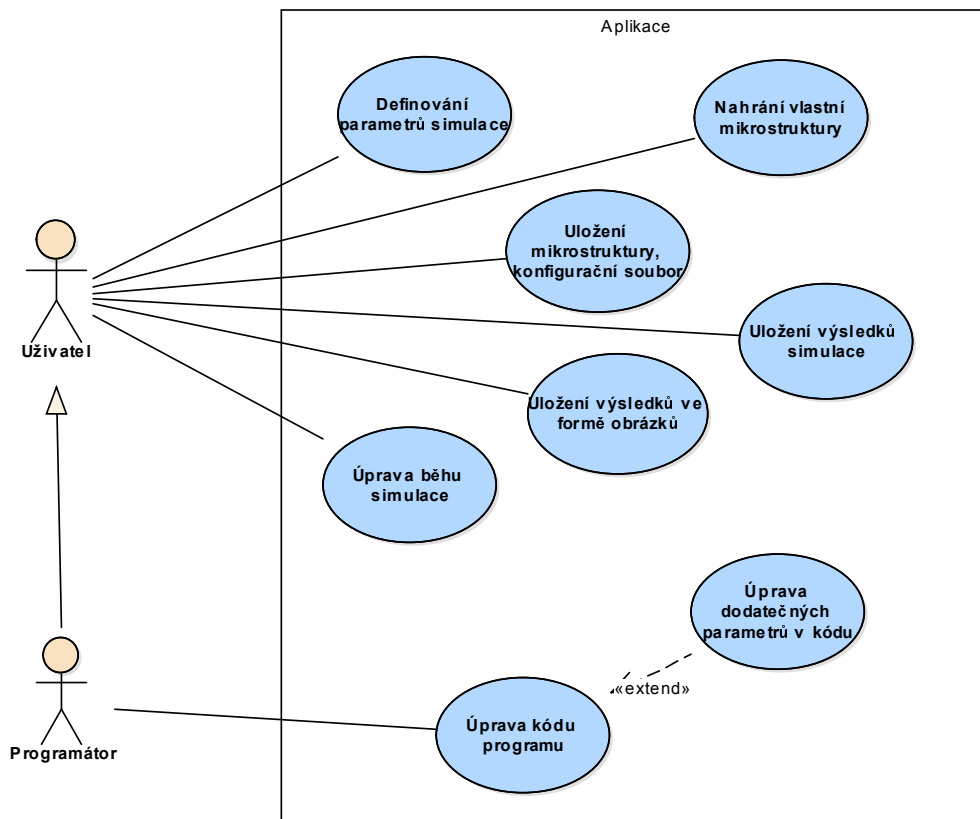 Aplikace
Definování
parametrů simulace
Nahrání vlastní
mikrostruktury
Uložení
mikrostruktury,
konfigurační soubor
Uživatel
Uložení výsledků
simulace
Uložení výsledků ve
formě obrázků
Úprava běhu
simulace
Úprava
dodatečných
parametrů v kódu
«extend»
Programátor
Úprava kódu
programu